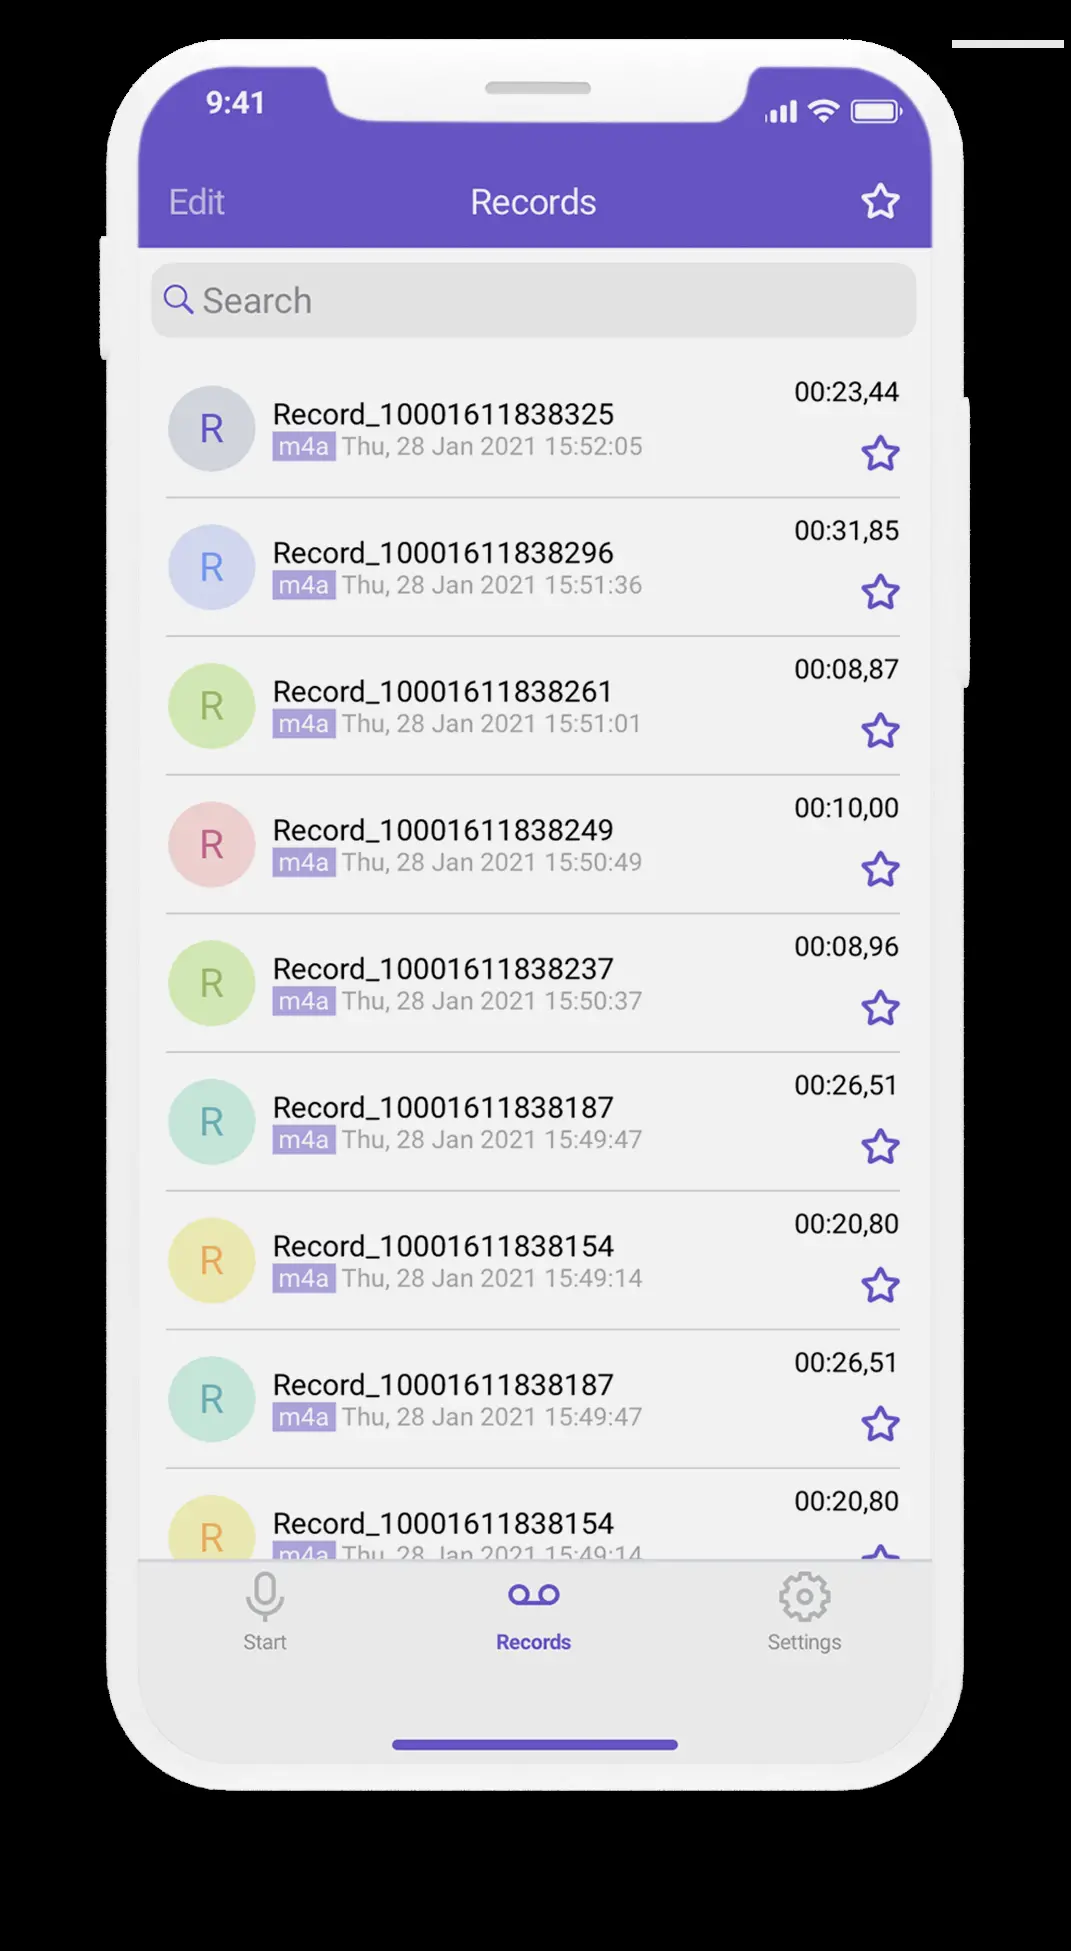 9:41
Edit
Records
Search
R
Record_10001611838325
m4a Thu, 28 Jan 2021 15:52:05
00:23,44
R
Record_10001611838296
m4a Thu, 28 Jan 2021 15:51:36
00:31,85
R
Record_10001611838261
m4a Thu, 28 Jan 2021 15:51:01
00:08,87
R
Record_10001611838249
m4a Thu, 28 Jan 2021 15:50:49
00:10,00
R
Record_10001611838237
m4a Thu, 28 Jan 2021 15:50:37
00:08,96
R
Record_10001611838187
m4a Thu, 28 Jan 2021 15:49:47
00:26,51
R
Record_10001611838154
m4a Thu, 28 Jan 2021 15:49:14
00:20,80
R
Record_10001611838187
m4a Thu, 28 Jan 2021 15:49:47
00:26,51
R
Record_10001611838154
m4a Thu, 28 Jan 2021 15:49:14
00:20,80
Start
Records
Settings